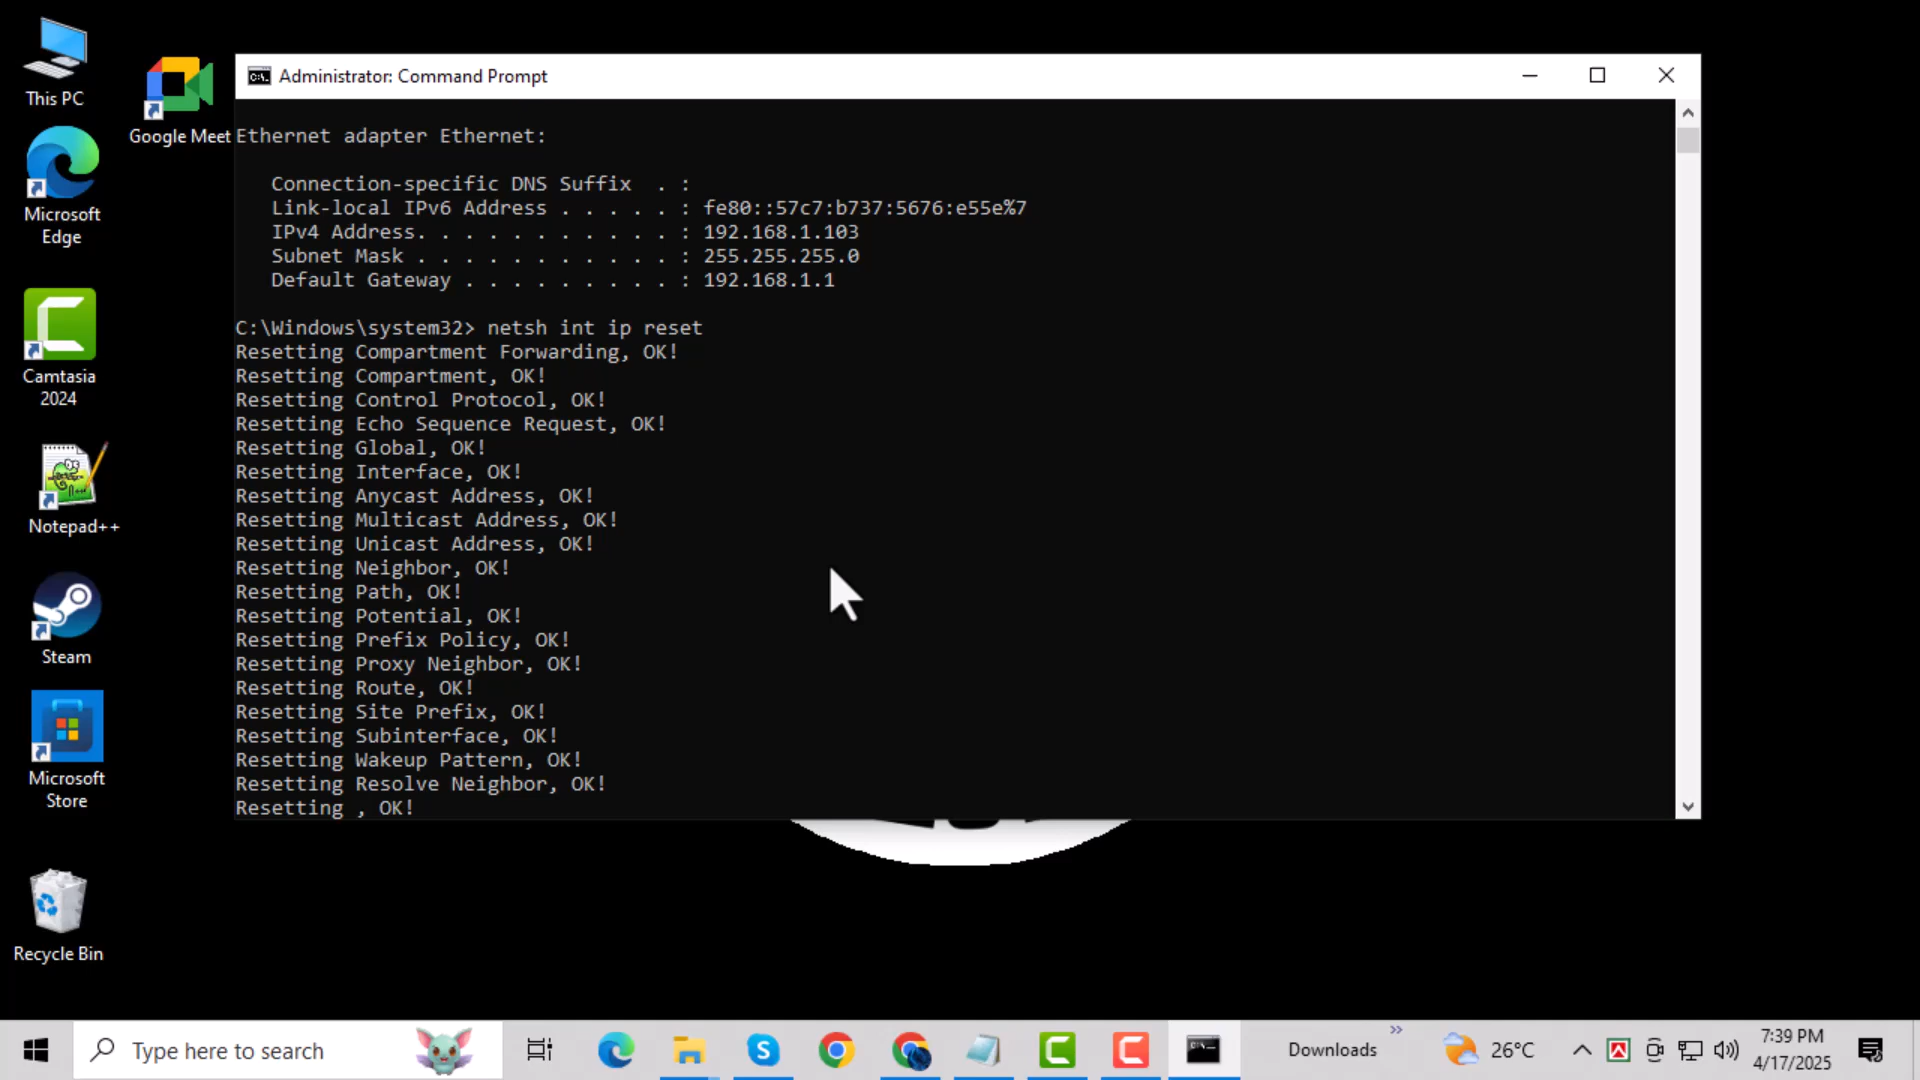 This PC
Google Meet
Microsoft
Edge
Camtasia
2024
Notepad++
Steam
Microsoft
Store
Recycle Bin
Administrator: Command Prompt
Ethernet adapter Ethernet:
Connection-specific DNS Suffix  . :
Link-local IPv6 Address . . . . . : fe80::57c7:b737:5676:e55e%7
IPv4 Address. . . . . . . . . . . : 192.168.1.103
Subnet Mask . . . . . . . . . . . : 255.255.255.0
Default Gateway . . . . . . . . . : 192.168.1.1
C:\Windows\system32> netsh int ip reset
Resetting Compartment Forwarding, OK!
Resetting Compartment, OK!
Resetting Control Protocol, OK!
Resetting Echo Sequence Request, OK!
Resetting Global, OK!
Resetting Interface, OK!
Resetting Anycast Address, OK!
Resetting Multicast Address, OK!
Resetting Unicast Address, OK!
Resetting Neighbor, OK!
Resetting Path, OK!
Resetting Potential, OK!
Resetting Prefix Policy, OK!
Resetting Proxy Neighbor, OK!
Resetting Route, OK!
Resetting Site Prefix, OK!
Resetting Subinterface, OK!
Resetting Wakeup Pattern, OK!
Resetting Resolve Neighbor, OK!
Resetting , OK!
Type here to search
Downloads
26°C
7:39 PM
4/17/2025